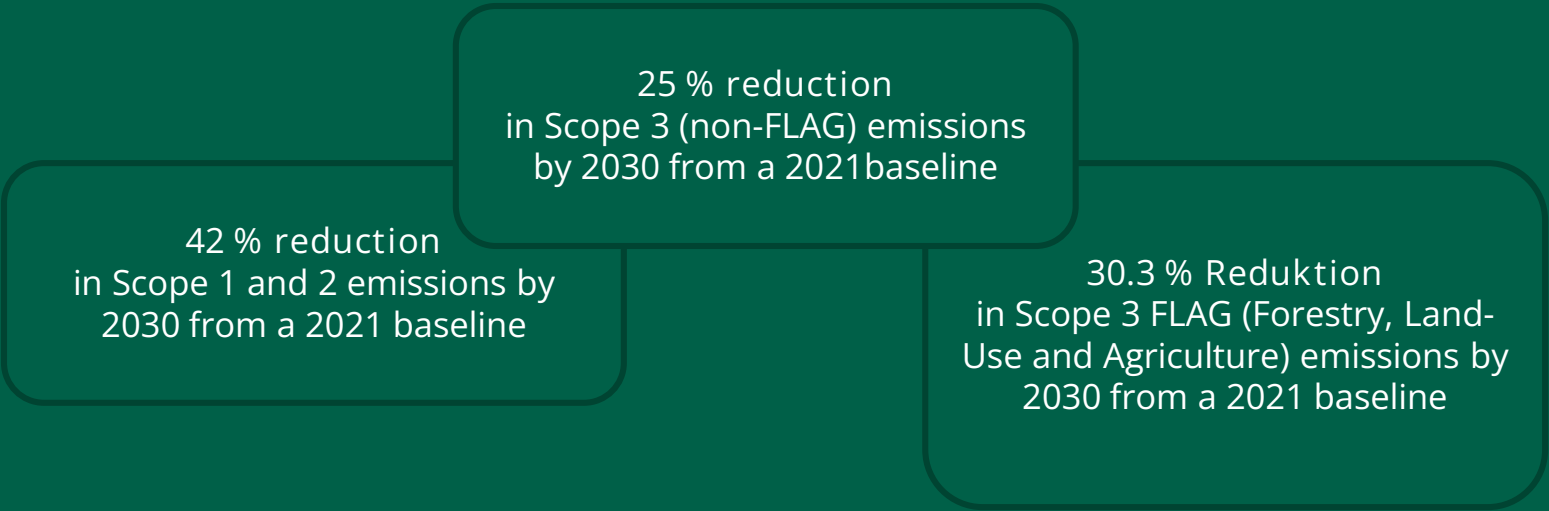 25 % reduction
in Scope 3 (non-FLAG) emissions
by 2030 from a 2021baseline
42 % reduction
in Scope 1 and 2 emissions by
2030 from a 2021 baseline
30.3 % Reduktion
in Scope 3 FLAG (Forestry, Land-
Use and Agriculture) emissions by
2030 from a 2021 baseline